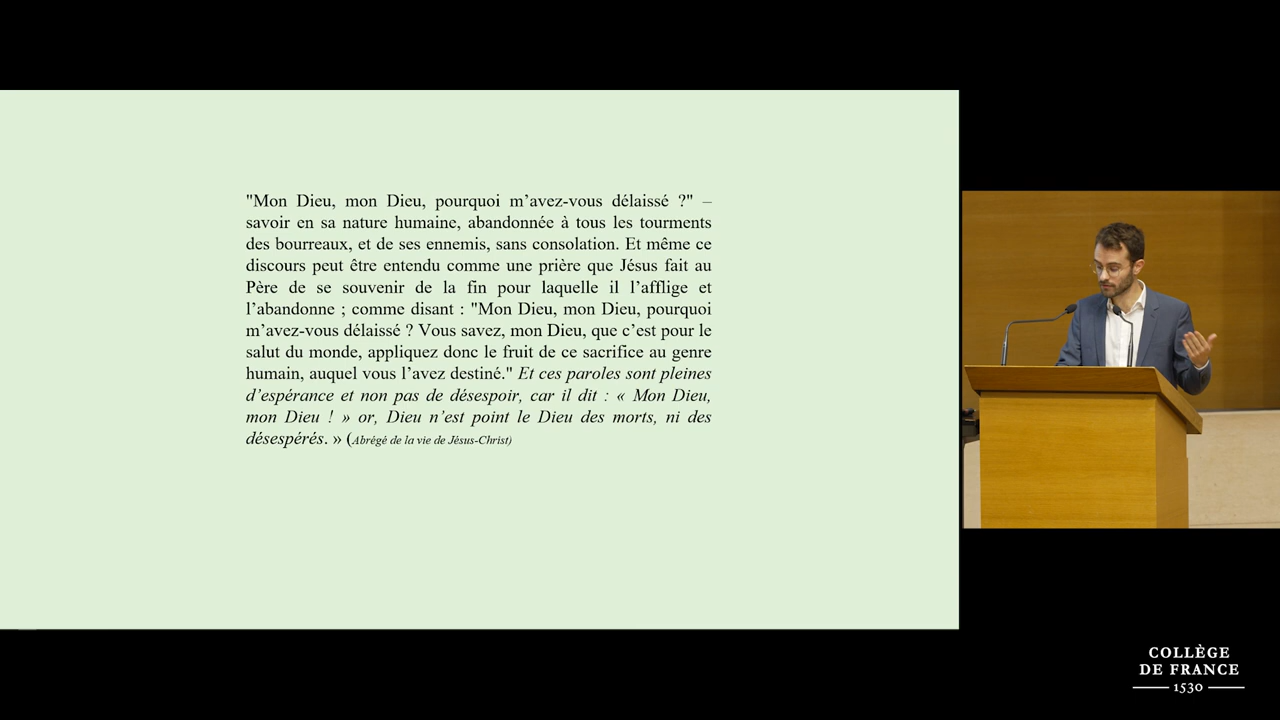 "Mon Dieu, mon Dieu, pourquoi m’avez-vous délaissé ?" –
savoir en sa nature humaine, abandonnée à tous les tourments
des bourreaux, et de ses ennemis, sans consolation. Et même ce
discours peut être entendu comme une prière que Jésus fait au
Père de se souvenir de la fin pour laquelle il l’afflige et
l’abandonne ; comme disant : "Mon Dieu, mon Dieu, pourquoi
m’avez-vous délaissé ? Vous savez, mon Dieu, que c’est pour le
salut du monde, appliquez donc le fruit de ce sacrifice au genre
humain, auquel vous l’avez destiné." Et ces paroles sont pleines
d’espérance et non pas de désespoir, car il dit : « Mon Dieu,
mon Dieu ! » or, Dieu n’est point le Dieu des morts, ni des
désespérés. » (Abrégé de la vie de Jésus-Christ)
COLLÈGE
DE FRANCE
1530